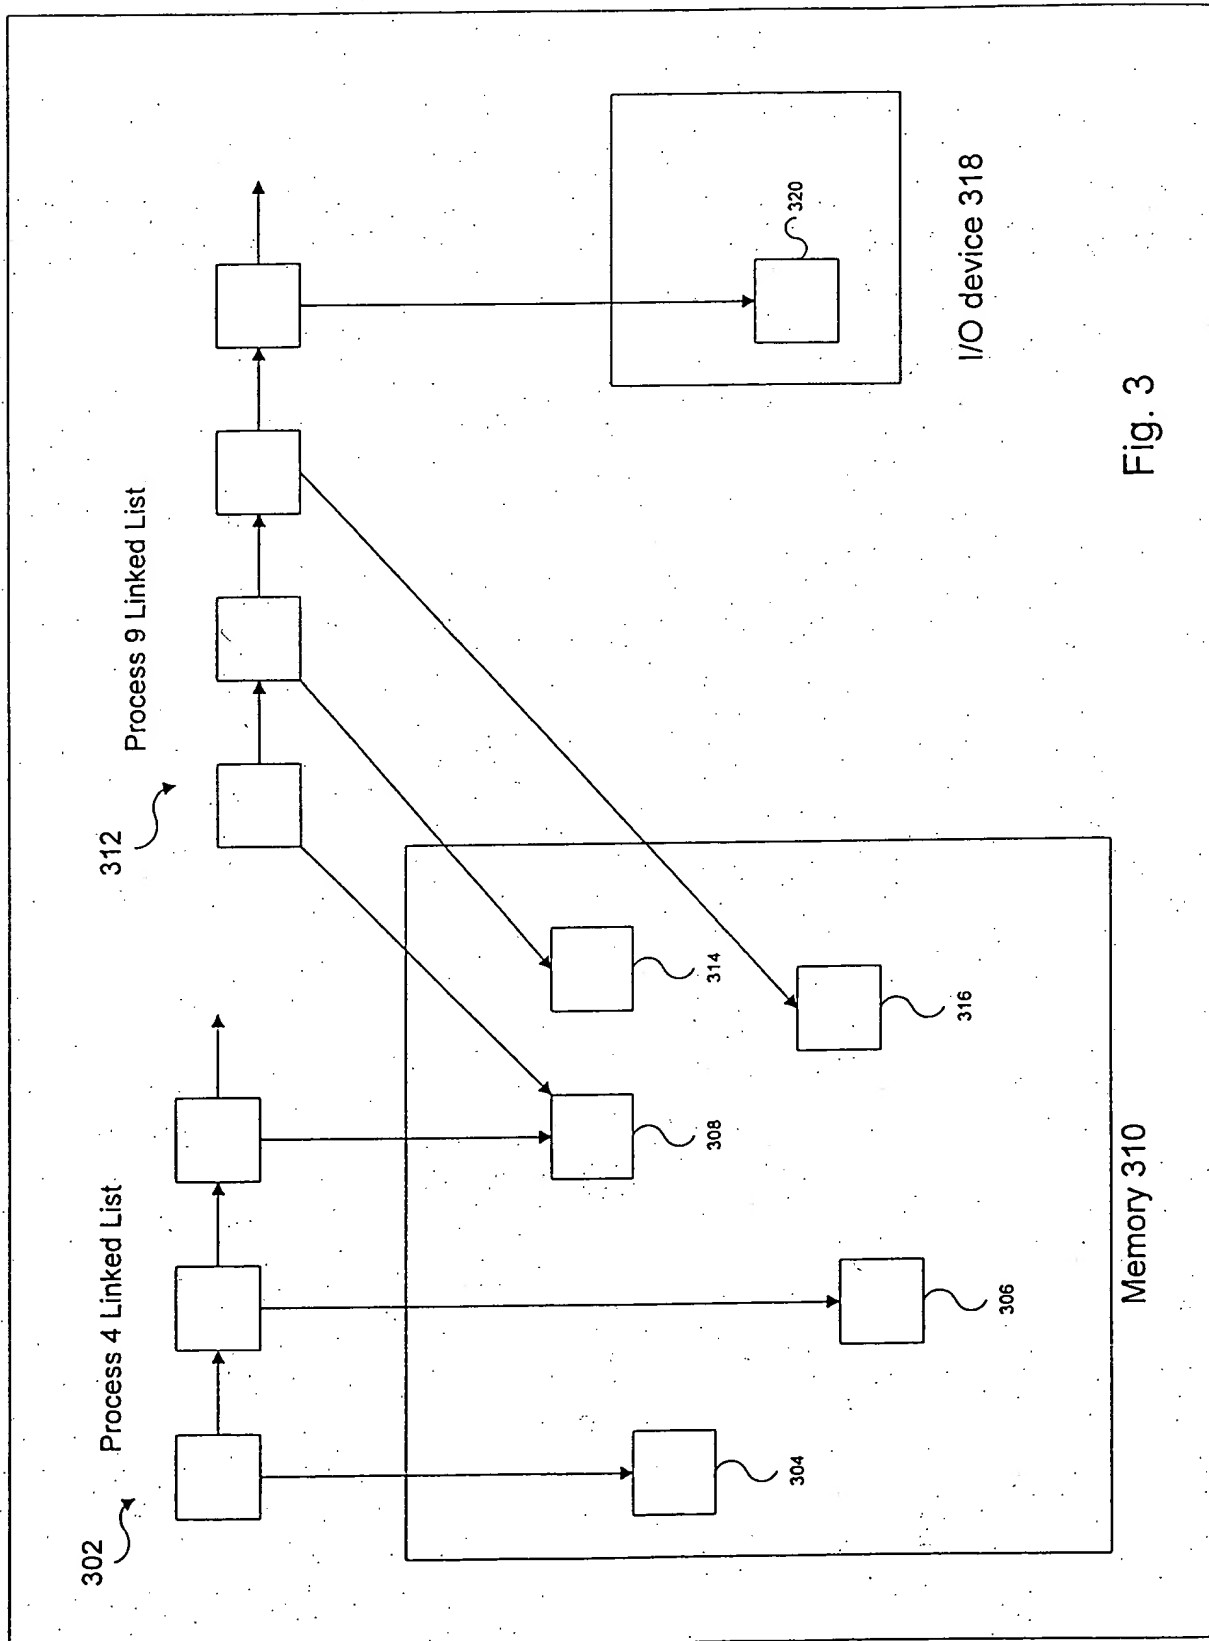 302
Process 4 Linked List
312
Process 9 Linked List
304
306
308
314
316
320
Memory 310
I/O device 318
Fig. 3